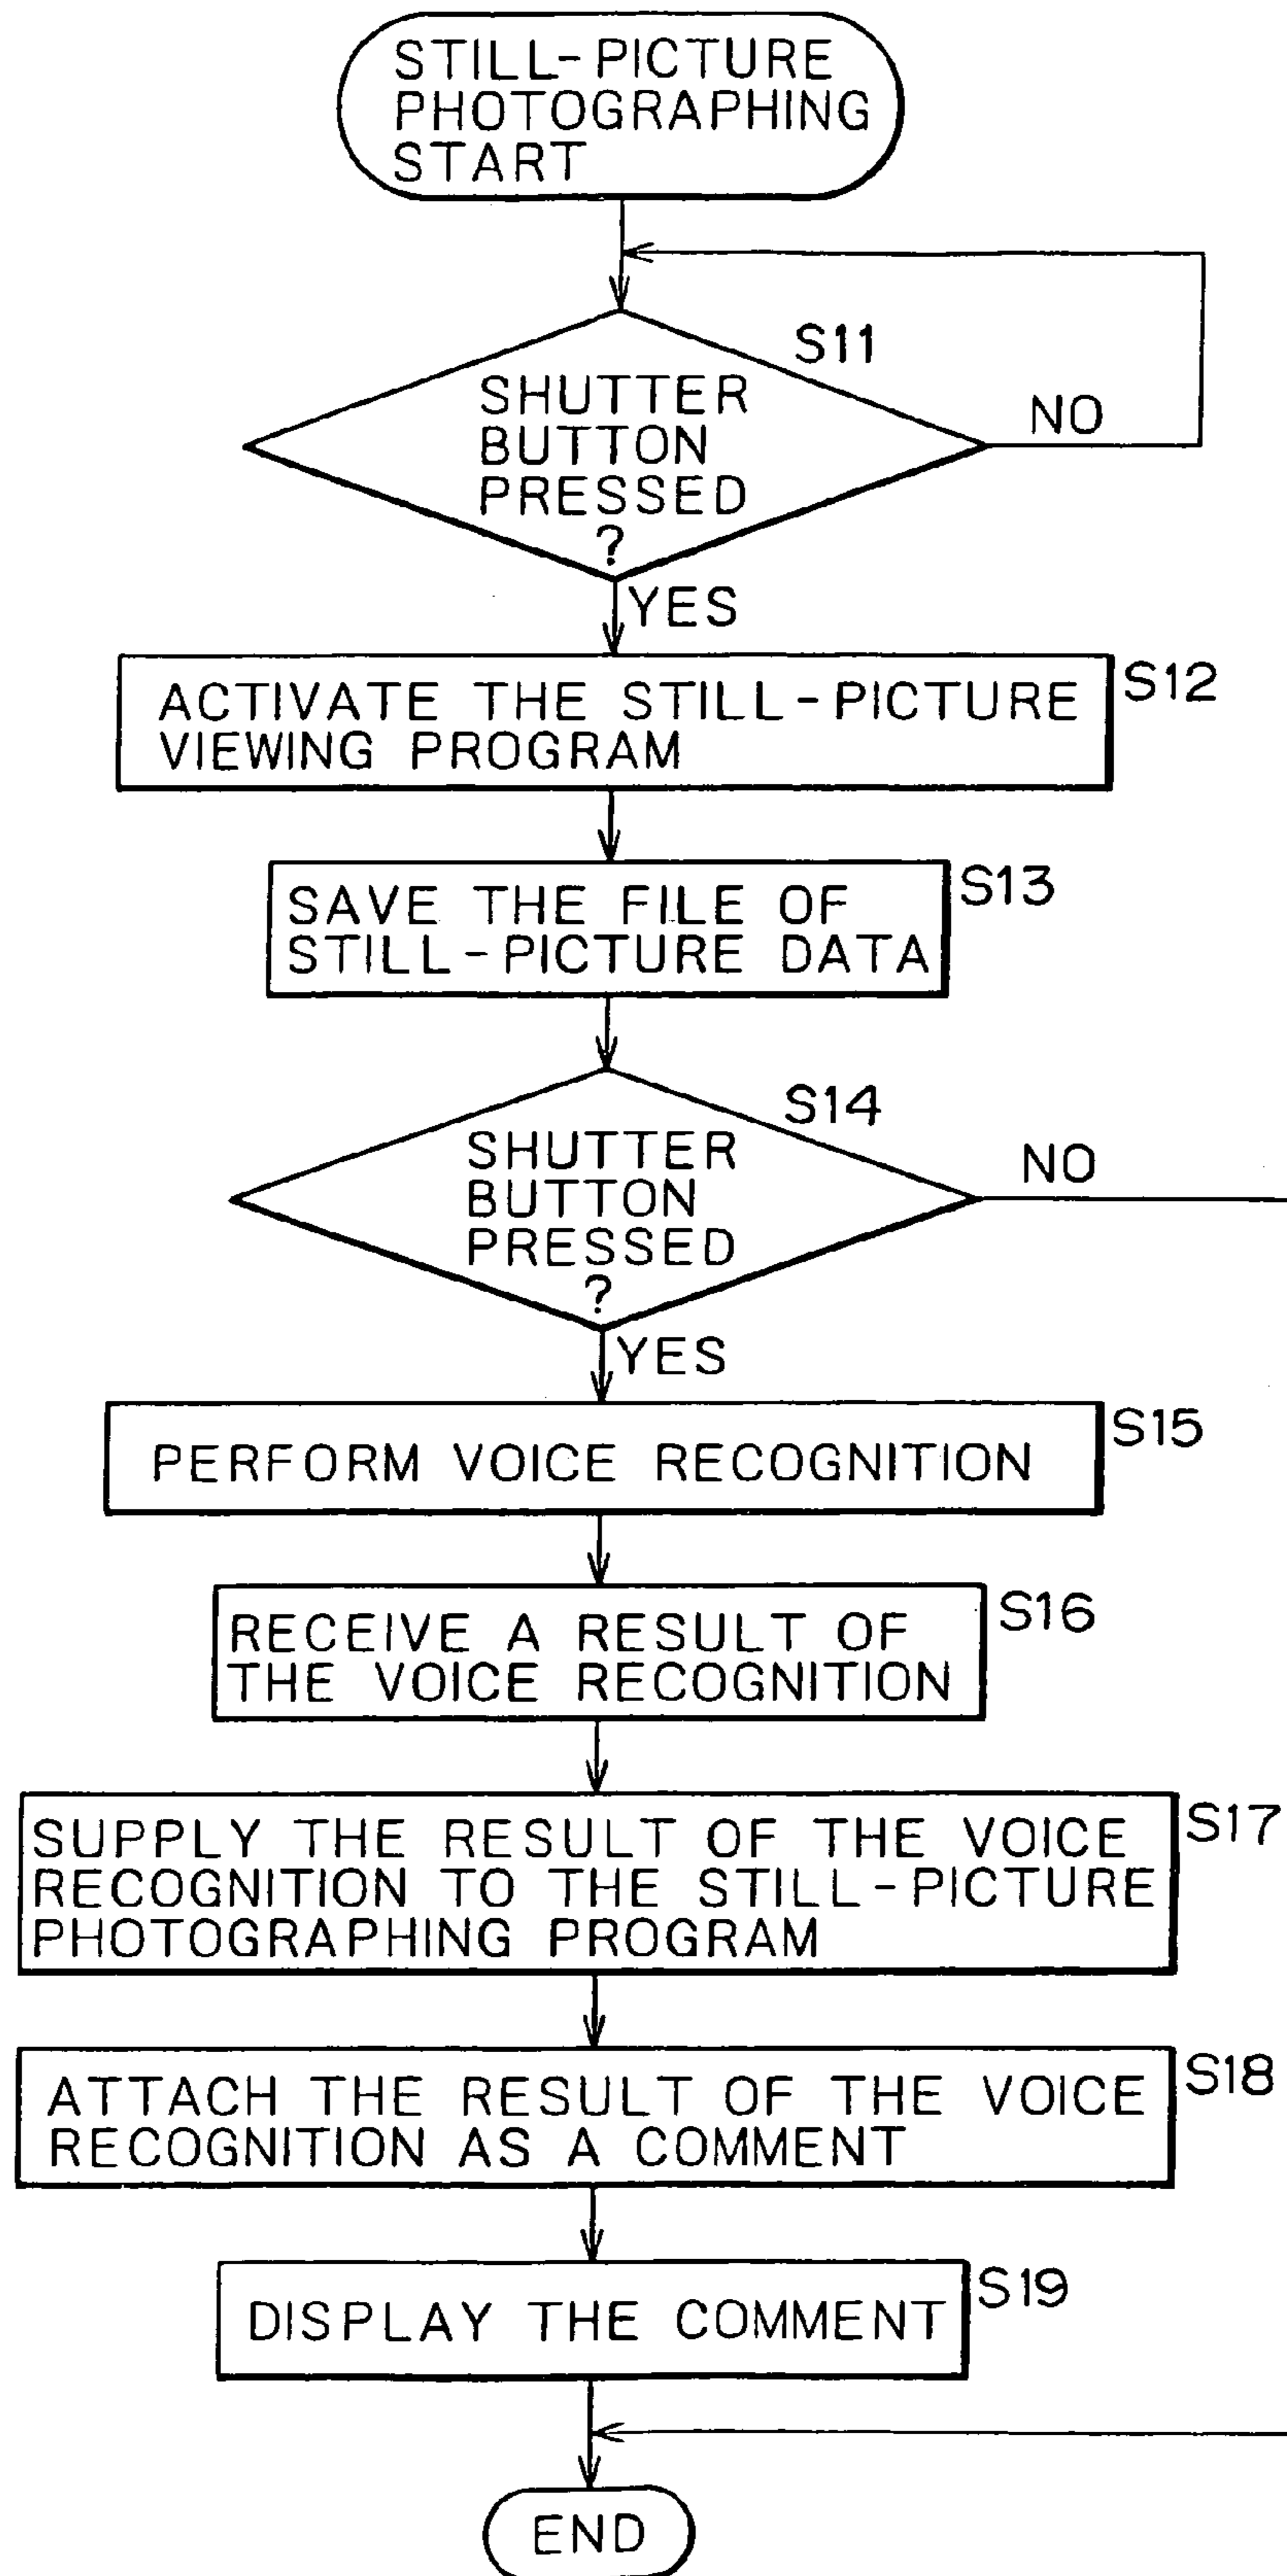 STILL-PICTURE
PHOTOGRAPHING
START
S11
SHUTTER
BUTTON
PRESSED
?
NO
YES
S12
ACTIVATE THE STILL-PICTURE
VIEWING PROGRAM
S13
SAVE THE FILE OF
STILL-PICTURE DATA
S14
SHUTTER
BUTTON
PRESSED
?
NO
YES
S15
PERFORM VOICE RECOGNITION
S16
RECEIVE A RESULT OF
THE VOICE RECOGNITION
S17
SUPPLY THE RESULT OF THE VOICE
RECOGNITION TO THE STILL-PICTURE
PHOTOGRAPHING PROGRAM
S18
ATTACH THE RESULT OF THE VOICE
RECOGNITION AS A COMMENT
S19
DISPLAY THE COMMENT
END